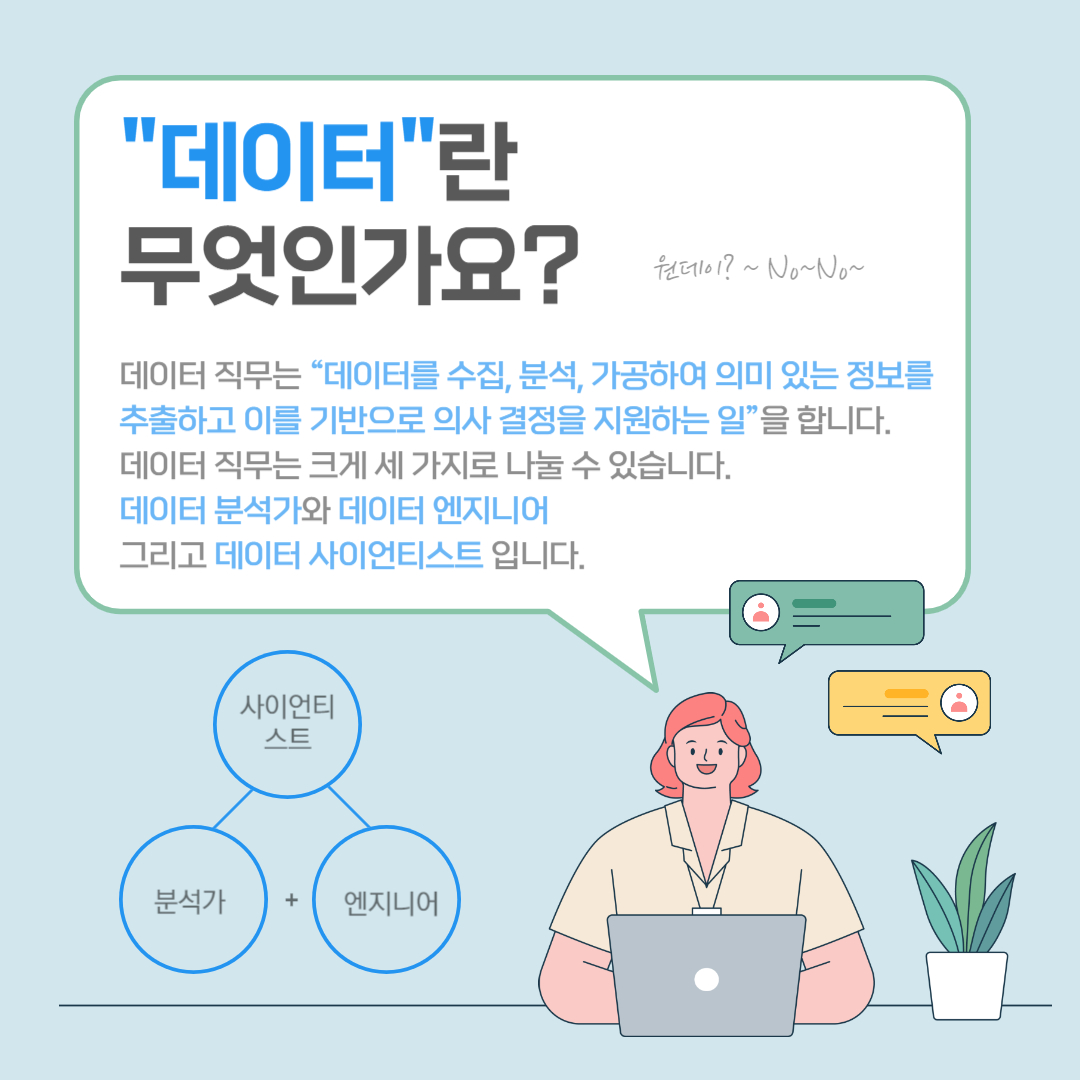 "데이터"란
무엇인가요?
원데이? ~ No~No~
데이터 직무는 “데이터를 수집, 분석, 가공하여 의미 있는 정보를
추출하고 이를 기반으로 의사 결정을 지원하는 일”을 합니다.
데이터 직무는 크게 세 가지로 나눌 수 있습니다.
데이터 분석가와 데이터 엔지니어
그리고 데이터 사이언티스트 입니다.
사이언티
스트
분석가 + 엔지니어